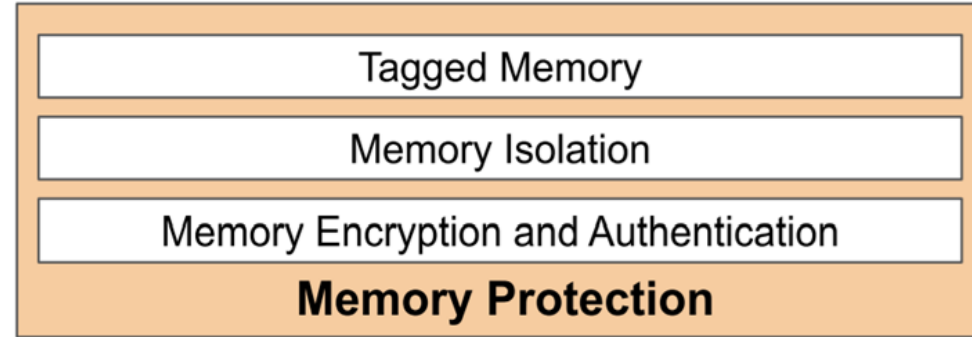 Tagged Memory
Memory Isolation
Memory Encryption and Authentication
Memory Protection